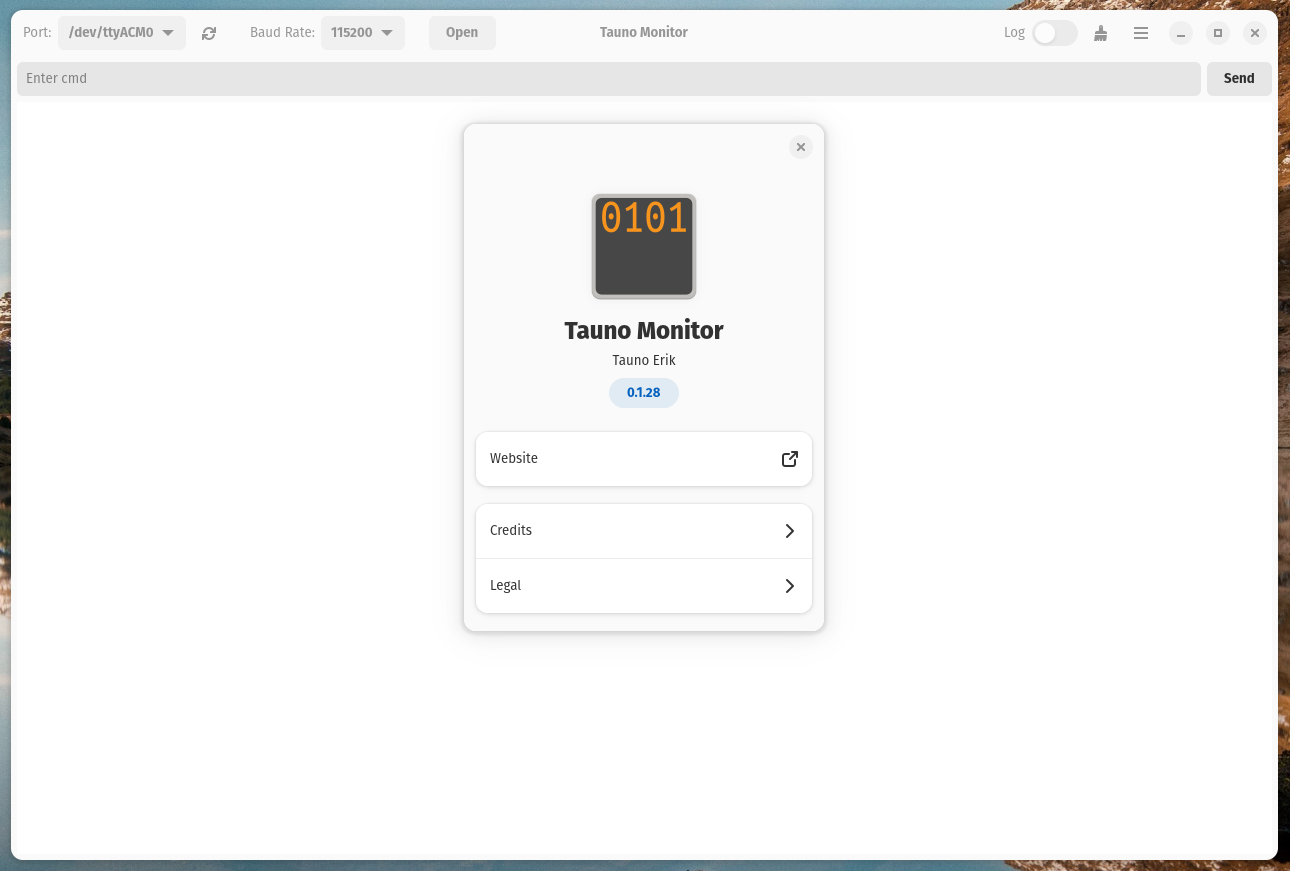 Port: /dev/ttyACM0 Baud Rate: 115200 Open Tauno Monitor Log
Enter cmd Send
0101
Tauno Monitor
Tauno Erik
0.1.28
Website
Credits
Legal